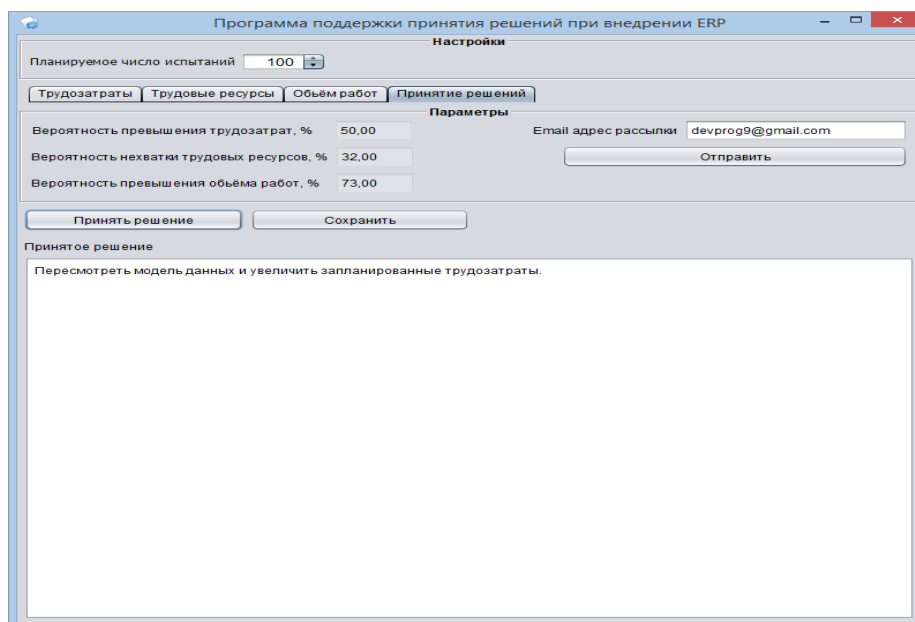 Программа поддержки принятия решений при внедрении ERP
Настройки
Планируемое число испытаний 100
Трудозатраты Трудовые ресурсы Объём работ Принятие решений
Параметры
Вероятность превышения трудозатрат, % 50,00 Email адрес рассылки devprog9@gmail.com
Вероятность нехватки трудовых ресурсов, % 32,00 Отправить
Вероятность превышения объёма работ, % 73,00
Принять решение Сохранить
Принятое решение
Пересмотреть модель данных и увеличить запланированные трудозатраты.